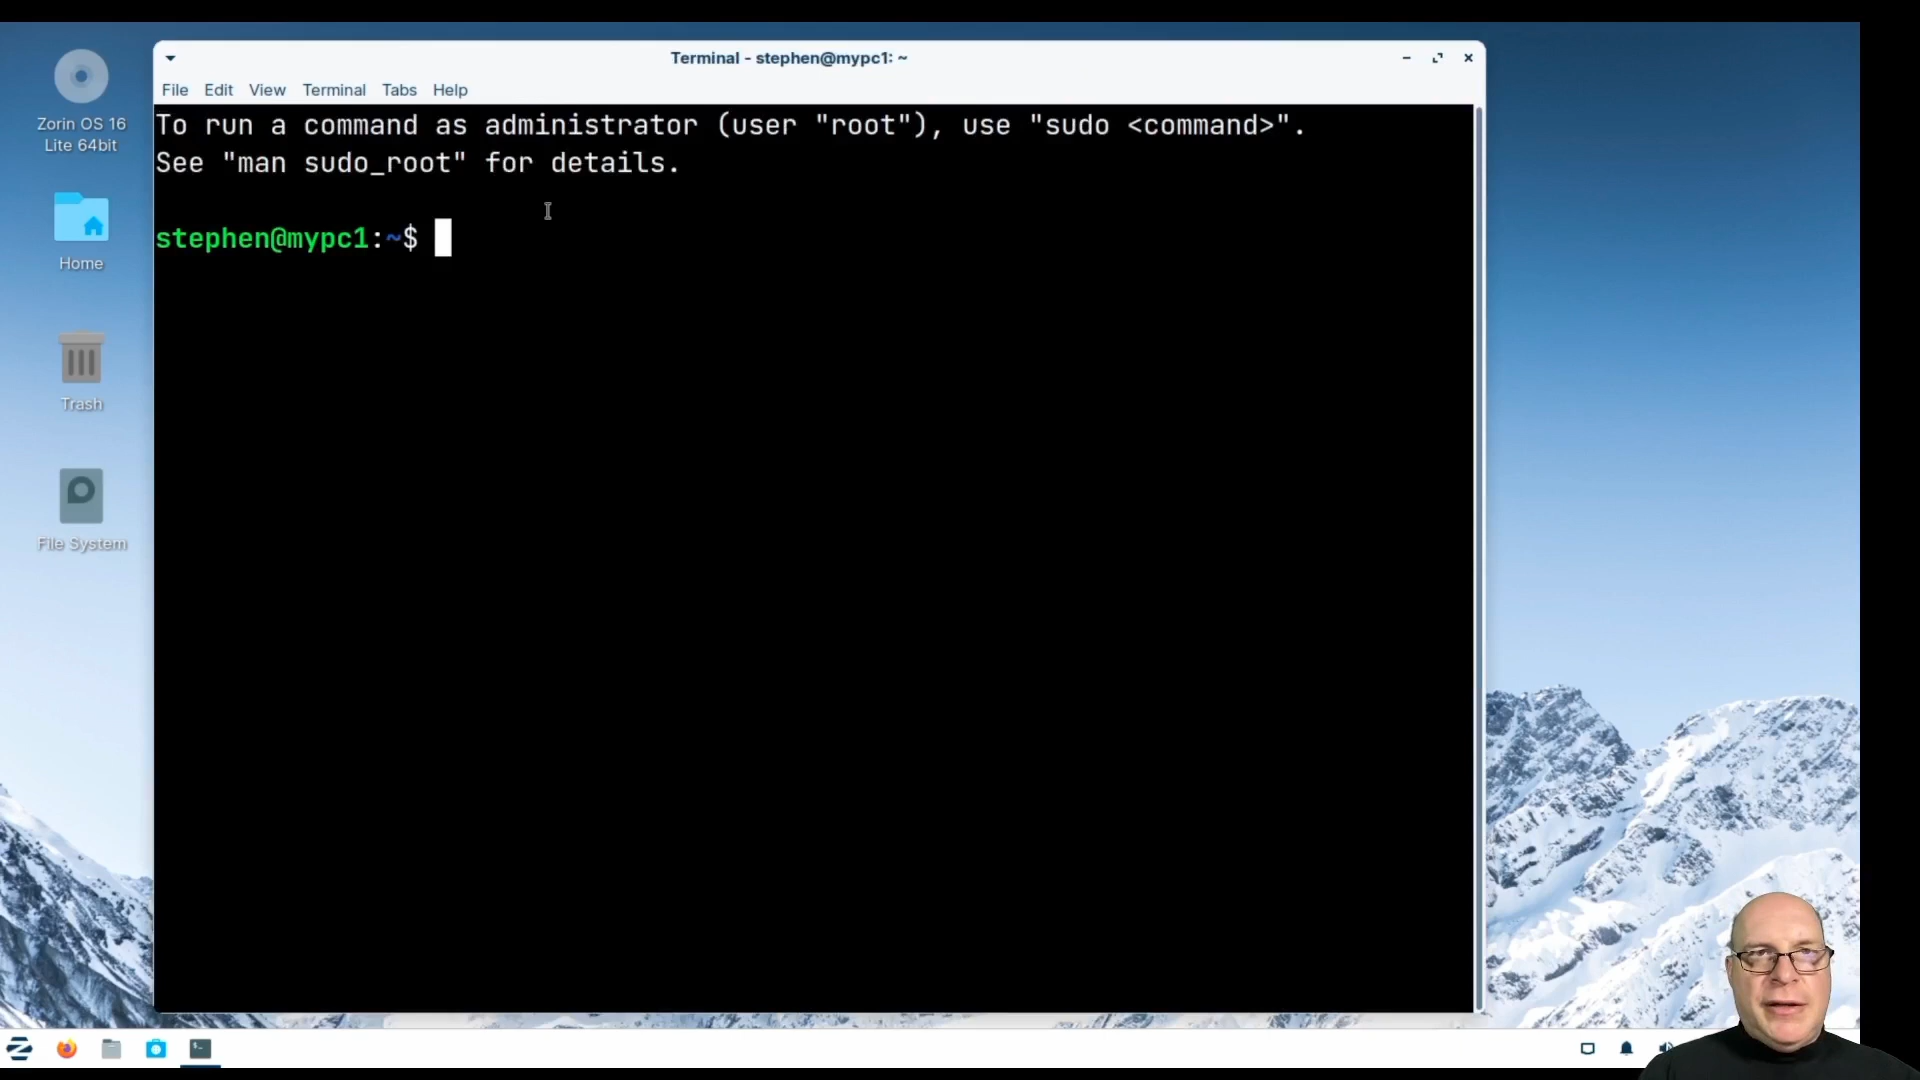 Terminal - stephen@mypc1: ~
File Edit View Terminal Tabs Help
To run a command as administrator (user "root"), use "sudo <command>".
See "man sudo_root" for details.
stephen@mypc1:~$
Zorin OS 16
Lite 64bit
Home
Trash
File System